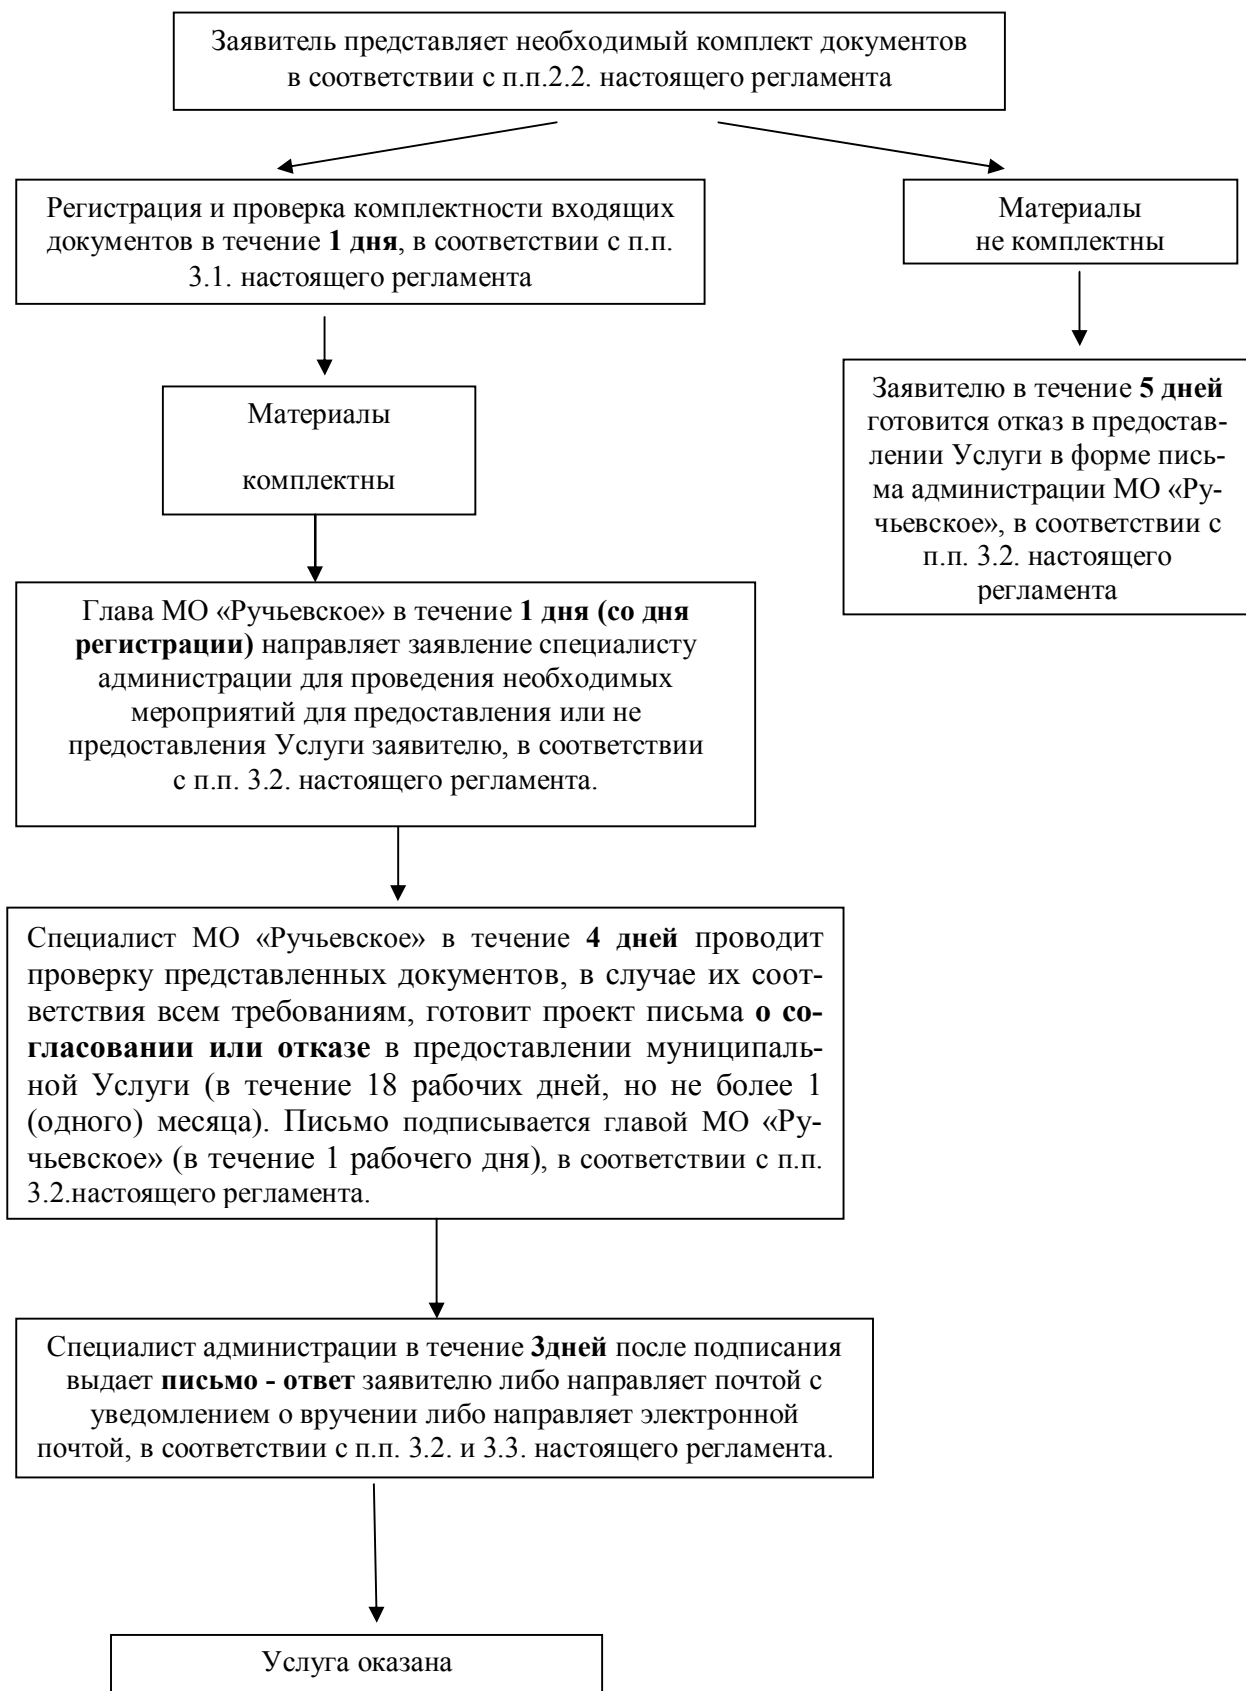 Заявитель представляет необходимый комплект документов
в соответствии с п.п.2.2. настоящего регламента
Регистрация и проверка комплектности входящих
документов в течение 1 дня, в соответствии с п.п.
3.1. настоящего регламента
Материалы
не комплектны
Материалы
комплектны
Заявителю в течение 5 дней
готовится отказ в предостав-
лении Услуги в форме пись-
ма администрации МО «Ру-
чьевское», в соответствии с
п.п. 3.2. настоящего
регламента
Глава МО «Ручьевское» в течение 1 дня (со дня
регистрации) направляет заявление специалисту
администрации для проведения необходимых
мероприятий для предоставления или не
предоставления Услуги заявителю, в соответствии
с п.п. 3.2. настоящего регламента.
Специалист МО «Ручьевское» в течение 4 дней проводит
проверку представленных документов, в случае их соот-
ветствия всем требованиям, готовит проект письма о со-
гласовании или отказе в предоставлении муниципаль-
ной Услуги (в течение 18 рабочих дней, но не более 1
(одного) месяца). Письмо подписывается главой МО «Ру-
чьевское» (в течение 1 рабочего дня), в соответствии с п.п.
3.2.настоящего регламента.
Специалист администрации в течение 3дней после подписания
выдает письмо - ответ заявителю либо направляет почтой с
уведомлением о вручении либо направляет электронной
почтой, в соответствии с п.п. 3.2. и 3.3. настоящего регламента.
Услуга оказана